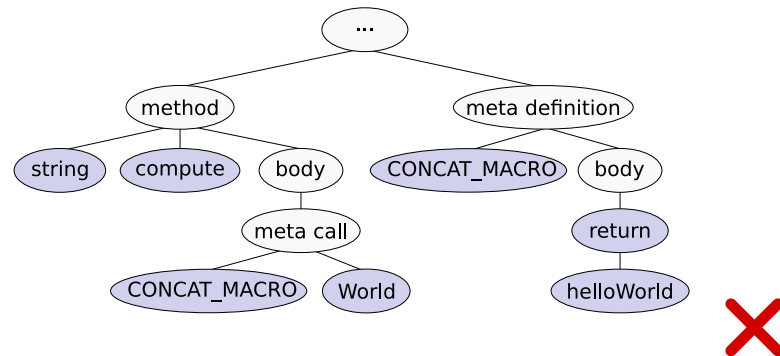 ...
method meta definition
string compute body CONCAT_MACRO body
meta call return
CONCAT_MACRO World helloWorld